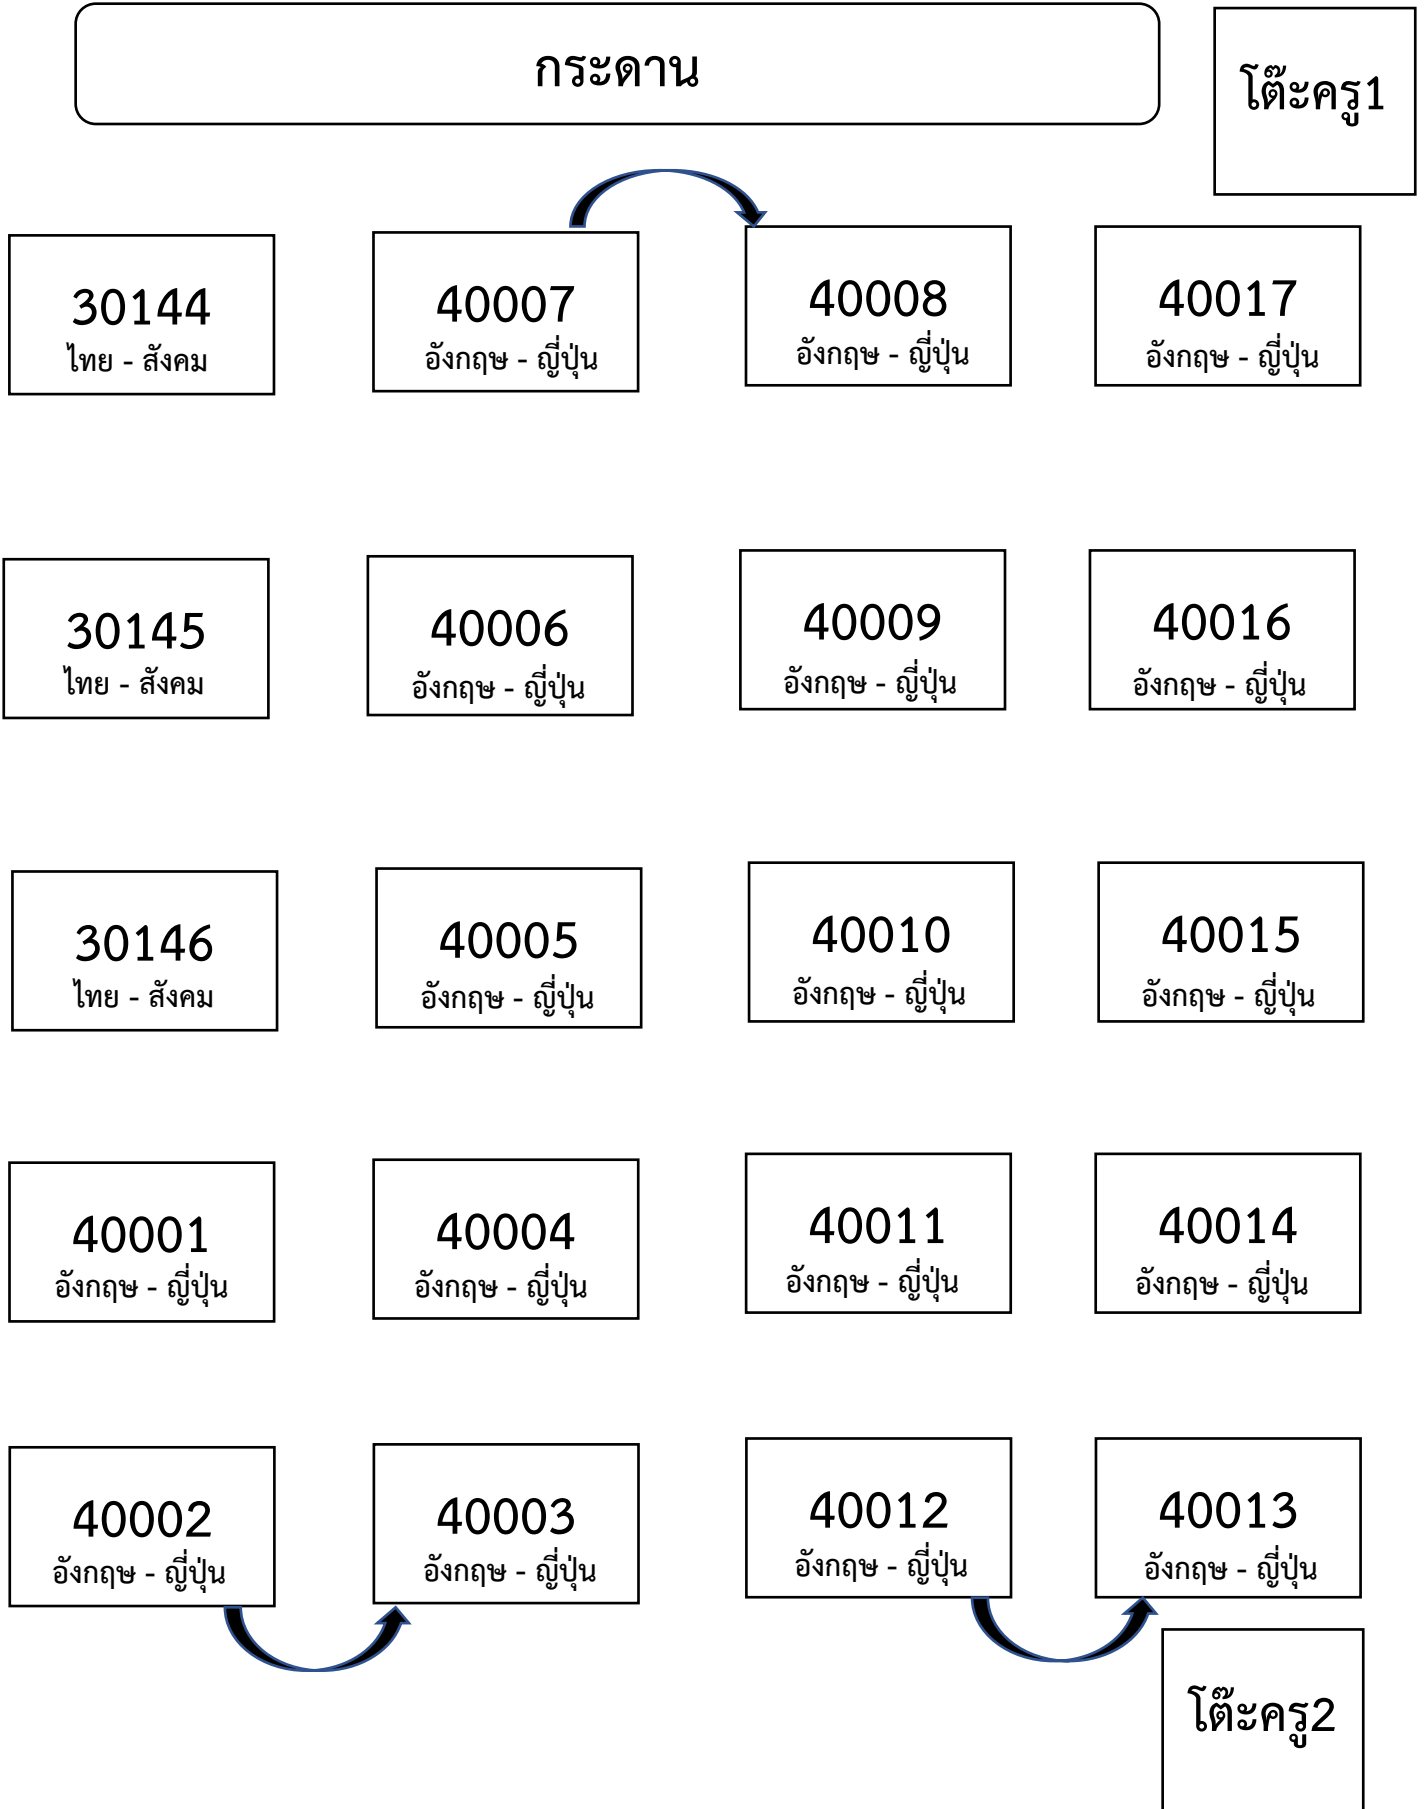 กระดาน
โต๊ะครู1
30144
ไทย - สังคม
40007
อังกฤษ - ญี่ปุ่น
40008
อังกฤษ - ญี่ปุ่น
40017
อังกฤษ - ญี่ปุ่น
30145
ไทย - สังคม
40006
อังกฤษ - ญี่ปุ่น
40009
อังกฤษ - ญี่ปุ่น
40016
อังกฤษ - ญี่ปุ่น
30146
ไทย - สังคม
40005
อังกฤษ - ญี่ปุ่น
40010
อังกฤษ - ญี่ปุ่น
40015
อังกฤษ - ญี่ปุ่น
40001
อังกฤษ - ญี่ปุ่น
40004
อังกฤษ - ญี่ปุ่น
40011
อังกฤษ - ญี่ปุ่น
40014
อังกฤษ - ญี่ปุ่น
40002
อังกฤษ - ญี่ปุ่น
40003
อังกฤษ - ญี่ปุ่น
40012
อังกฤษ - ญี่ปุ่น
40013
อังกฤษ - ญี่ปุ่น
โต๊ะครู2